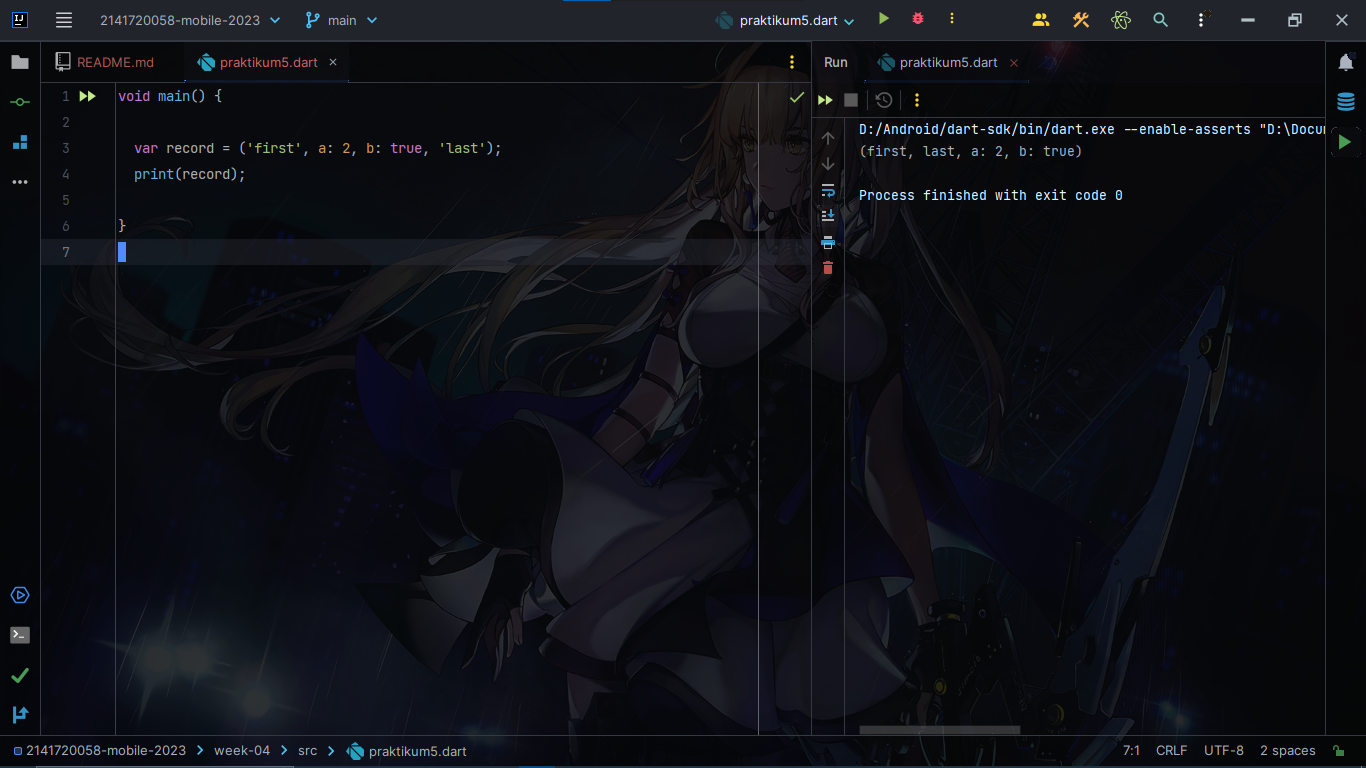 IJ 2141720058-mobile-2023 main praktikum5.dart
README.md praktikum5.dart Run praktikum5.dart
1 void main() {
2
3 var record = ('first', a: 2, b: true, 'last');
4 print(record);
5
6 }
7
D:/Android/dart-sdk/bin/dart.exe --enable-asserts "D:\Docu
(first, last, a: 2, b: true)
Process finished with exit code 0
2141720058-mobile-2023 > week-04 > src > praktikum5.dart 7:1 CRLF UTF-8 2 spaces